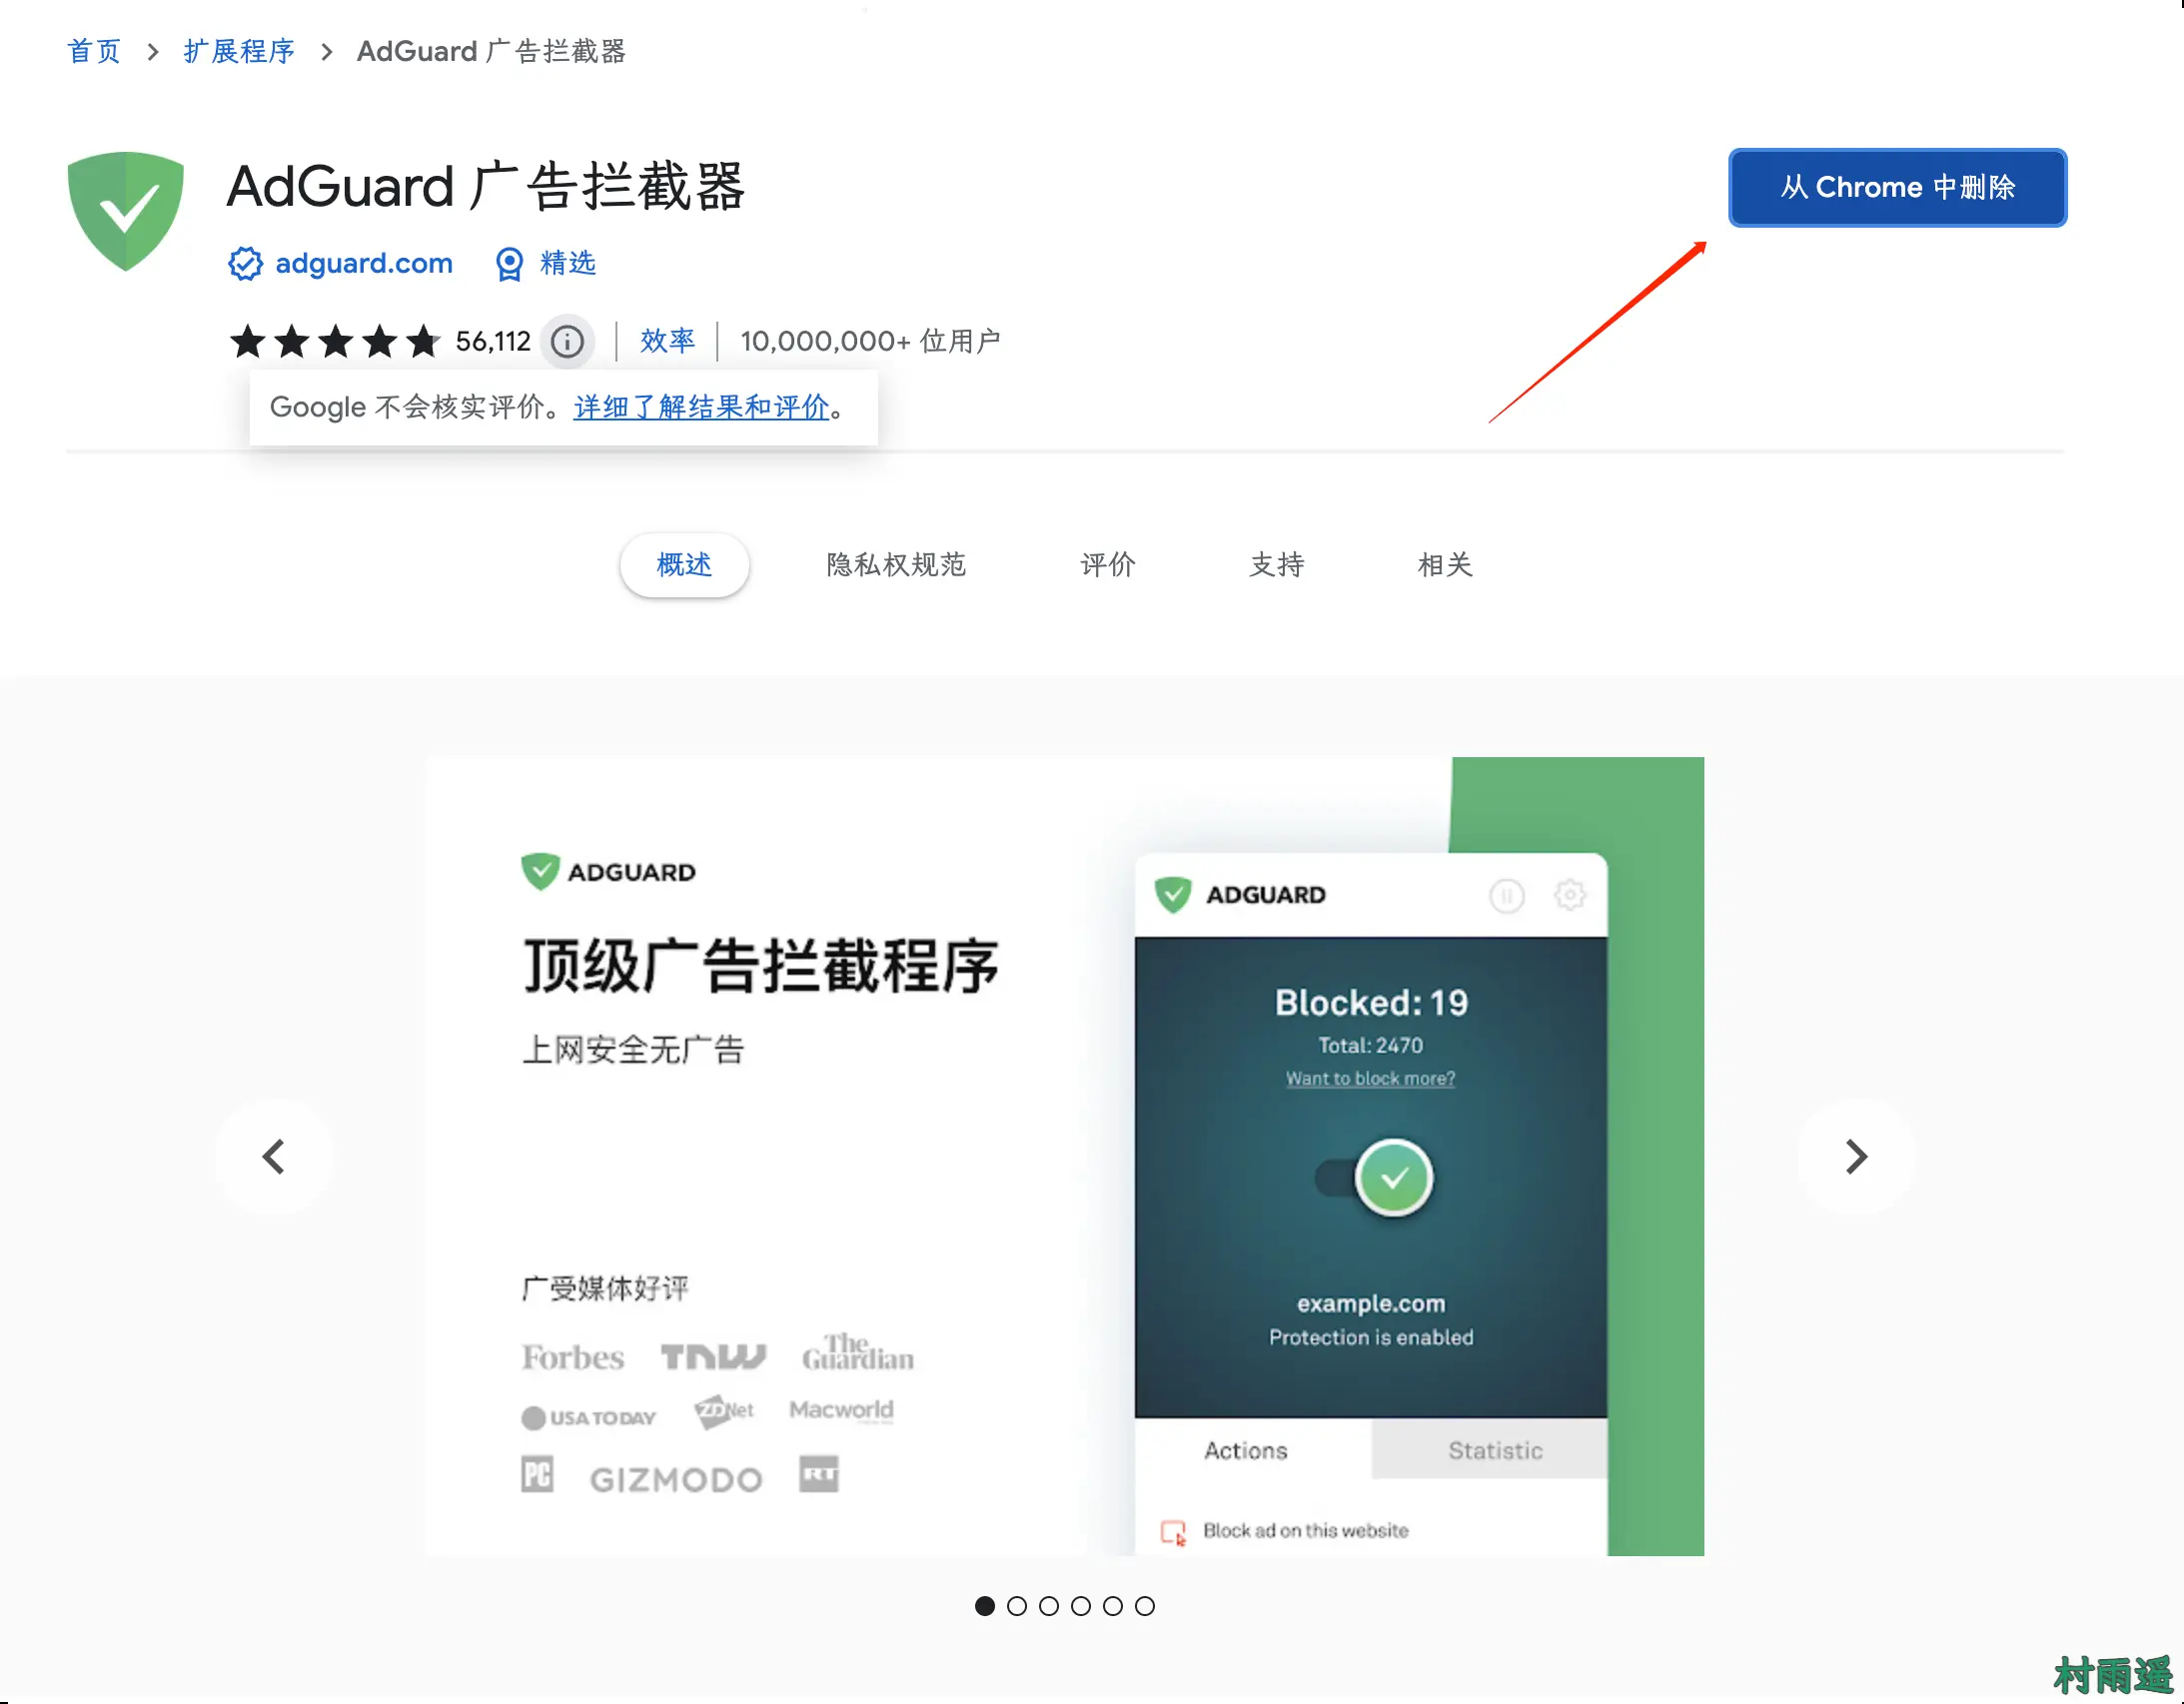 首页 > 扩展程序 > AdGuard 广告拦截器
AdGuard 广告拦截器
从 Chrome 中删除
adguard.com 精选
56,112 效率 10,000,000+ 位用户
Google 不会核实评价。详细了解结果和评价。
概述 隐私权规范 评价 支持 相关
ADGUARD
顶级广告拦截程序
上网安全无广告
广受媒体好评
Forbes TNW The Guardian
USA TODAY ZDNet Macworld
PC GIZMODO RT
ADGUARD
Blocked: 19
Total: 2470
Want to block more?
example.com
Protection is enabled
Actions Statistic
Block ad on this website
村雨遥